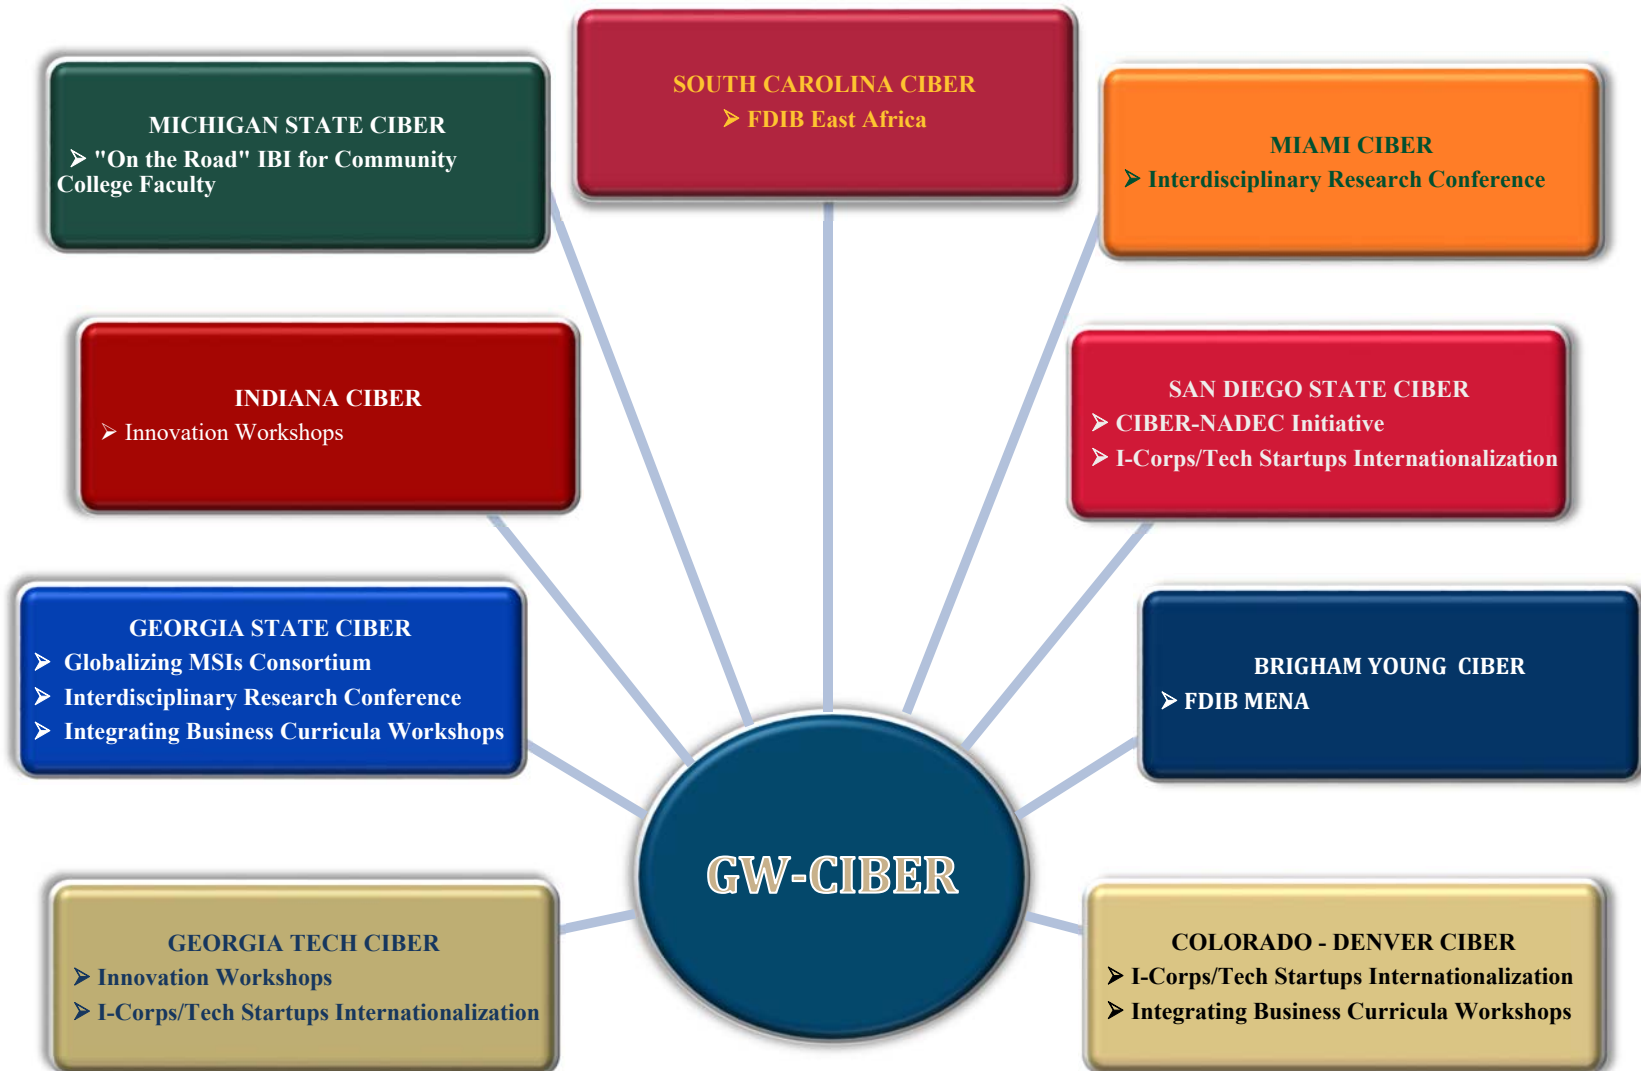 SOUTH CAROLINA CIBER
➢ FDIB East Africa
MICHIGAN STATE CIBER
➢ "On the Road" IBI for Community
College Faculty
MIAMI CIBER
➢ Interdisciplinary Research Conference
INDIANA CIBER
➢ Innovation Workshops
SAN DIEGO STATE CIBER
➢ CIBER-NADEC Initiative
➢ I-Corps/Tech Startups Internationalization
GEORGIA STATE CIBER
➢ Globalizing MSIs Consortium
➢ Interdisciplinary Research Conference
➢ Integrating Business Curricula Workshops
BRIGHAM YOUNG CIBER
➢ FDIB MENA
GW-CIBER
GEORGIA TECH CIBER
➢ Innovation Workshops
➢ I-Corps/Tech Startups Internationalization
COLORADO - DENVER CIBER
➢ I-Corps/Tech Startups Internationalization
➢ Integrating Business Curricula Workshops